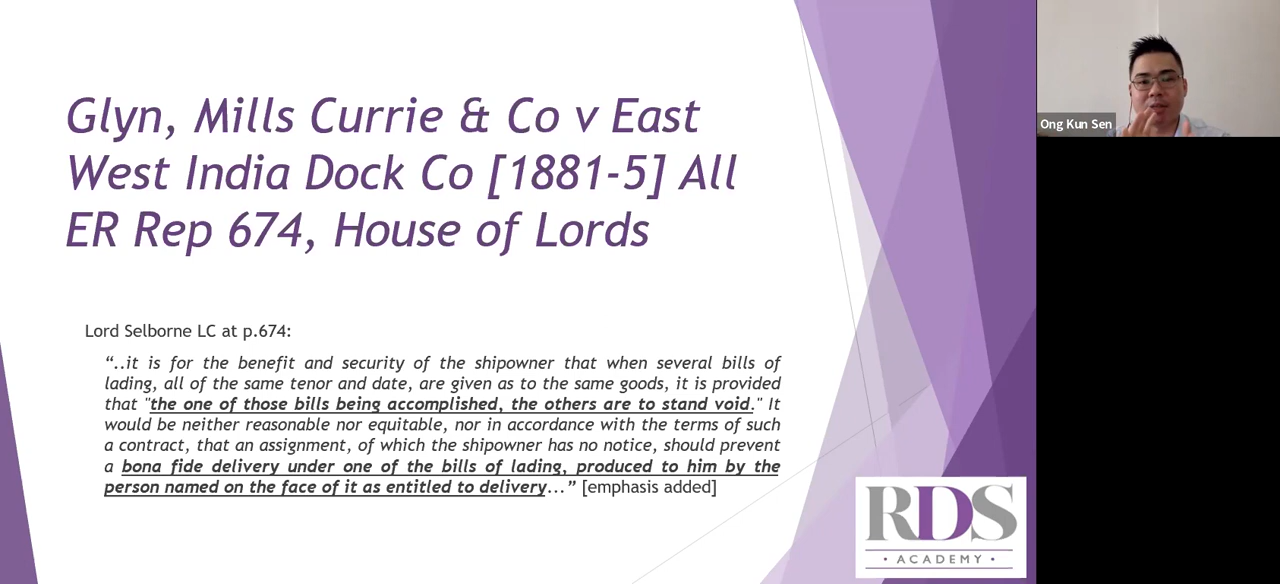 Glyn, Mills Currie & Co v East
West India Dock Co [1881-5] All
ER Rep 674, House of Lords
Lord Selborne LC at p.674:
“..it is for the benefit and security of the shipowner that when several bills of
lading, all of the same tenor and date, are given as to the same goods, it is provided
that "the one of those bills being accomplished, the others are to stand void." It
would be neither reasonable nor equitable, nor in accordance with the terms of such
a contract, that an assignment, of which the shipowner has no notice, should prevent
a bona fide delivery under one of the bills of lading, produced to him by the
person named on the face of it as entitled to delivery...” [emphasis added]
RDS
• ACADEMY •
Ong Kun Sen